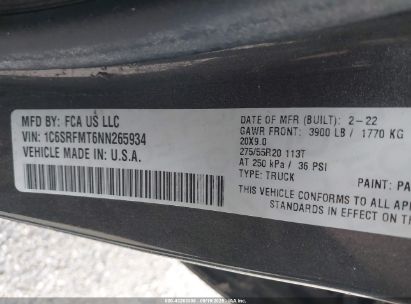 MFD BY: FCA US LLC
VIN: 1C6SRFMT6NN265934
VEHICLE MADE IN U.S.A.
DATE OF MFR (BUILT): 2-22
GAWR FRONT: 3900 LB / 1770 KG
20X9.0
275/55R20 113T
AT 250 kPa / 36 PSI
TYPE: TRUCK
PAINT: PA
THIS VEHICLE CONFORMS TO ALL AP
STANDARDS IN EFFECT ON THE